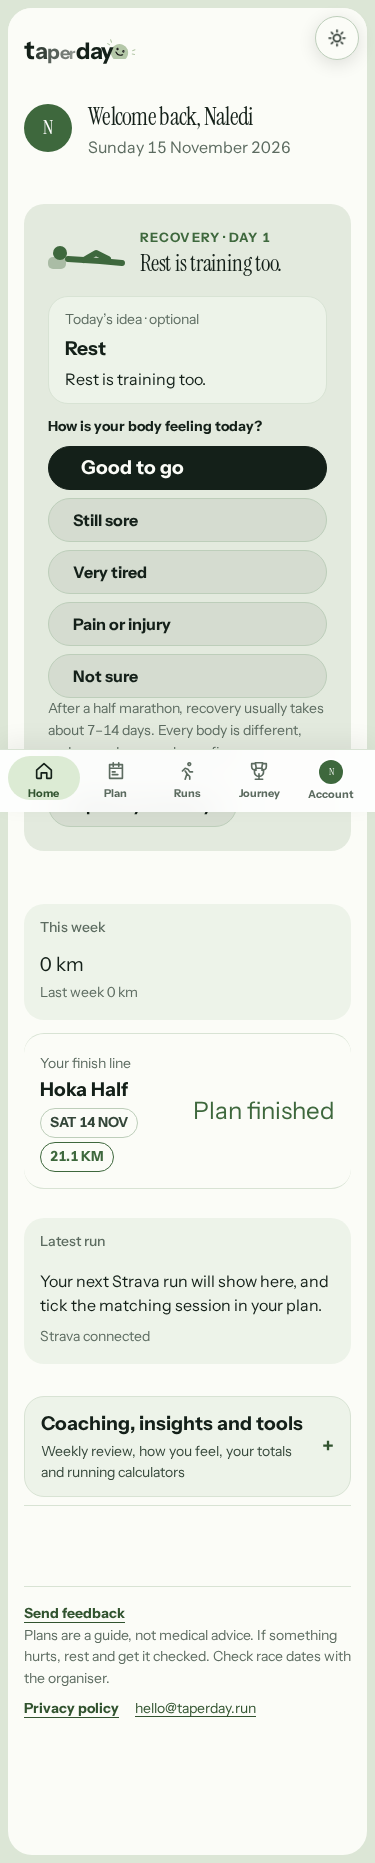 taperday
N
Welcome back, Naledi
Sunday 15 November 2026
RECOVERY · DAY 1
Rest is training too.
Today's idea · optional
Rest
Rest is training too.
How is your body feeling today?
Good to go
Still sore
Very tired
Pain or injury
Not sure
After a half marathon, recovery usually takes
about 7–14 days. Every body is different,
Home
Plan
Runs
Journey
N
Account
This week
0 km
Last week 0 km
Your finish line
Hoka Half
SAT 14 NOV
21.1 KM
Plan finished
Latest run
Your next Strava run will show here, and
tick the matching session in your plan.
Strava connected
Coaching, insights and tools
Weekly review, how you feel, your totals
and running calculators
+
Send feedback
Plans are a guide, not medical advice. If something
hurts, rest and get it checked. Check race dates with
the organiser.
Privacy policy
hello@taperday.run